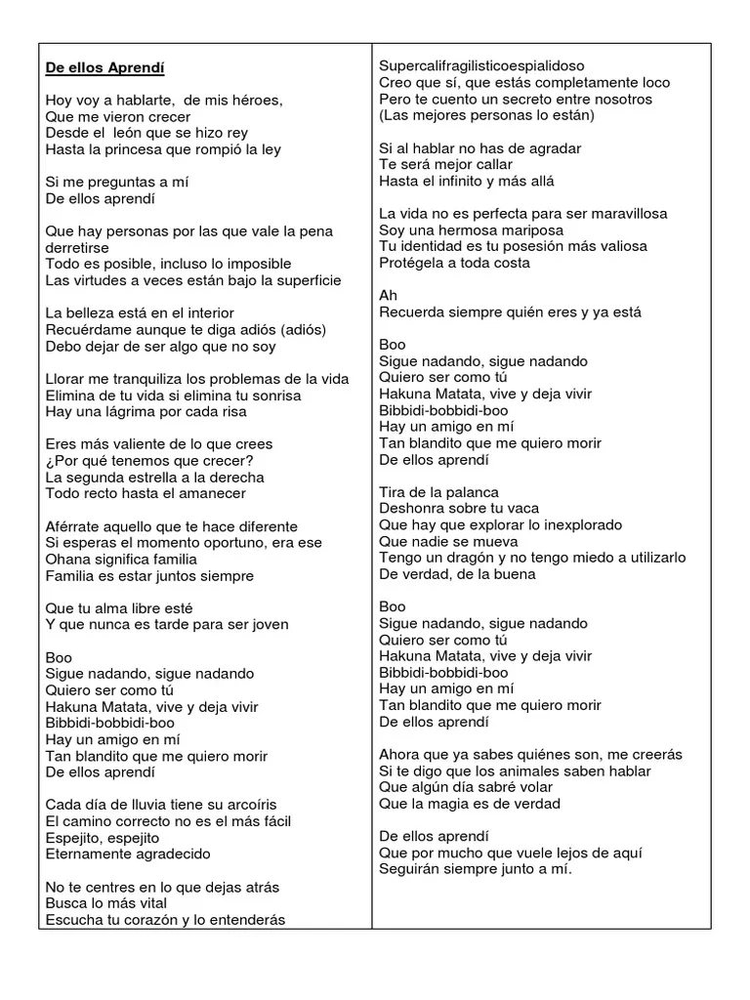 De ellos Aprendí
Hoy voy a hablarte, de mis héroes,
Que me vieron crecer
Desde el león que se hizo rey
Hasta la princesa que rompió la ley
Si me preguntas a mí
De ellos aprendí
Que hay personas por las que vale la pena
derretirse
Todo es posible, incluso lo imposible
Las virtudes a veces están bajo la superficie
La belleza está en el interior
Recuérdame aunque te diga adiós (adiós)
Debo dejar de ser algo que no soy
Llorar me tranquiliza los problemas de la vida
Elimina de tu vida si elimina tu sonrisa
Hay una lágrima por cada risa
Eres más valiente de lo que crees
¿Por qué tenemos que crecer?
La segunda estrella a la derecha
Todo recto hasta el amanecer
Aférrate aquello que te hace diferente
Si esperas el momento oportuno, era ese
Ohana significa familia
Familia es estar juntos siempre
Que tu alma libre esté
Y que nunca es tarde para ser joven
Boo
Sigue nadando, sigue nadando
Quiero ser como tú
Hakuna Matata, vive y deja vivir
Bibbidi-bobbidi-boo
Hay un amigo en mí
Tan blandito que me quiero morir
De ellos aprendí
Cada día de lluvia tiene su arcoíris
El camino correcto no es el más fácil
Espejito, espejito
Eternamente agradecido
No te centres en lo que dejas atrás
Busca lo más vital
Escucha tu corazón y lo entenderás
Supercalifragilisticoespialidoso
Creo que sí, que estás completamente loco
Pero te cuento un secreto entre nosotros
(Las mejores personas lo están)
Si al hablar no has de agradar
Te será mejor callar
Hasta el infinito y más allá
La vida no es perfecta para ser maravillosa
Soy una hermosa mariposa
Tu identidad es tu posesión más valiosa
Protégela a toda costa
Ah
Recuerda siempre quién eres y ya está
Boo
Sigue nadando, sigue nadando
Quiero ser como tú
Hakuna Matata, vive y deja vivir
Bibbidi-bobbidi-boo
Hay un amigo en mí
Tan blandito que me quiero morir
De ellos aprendí
Tira de la palanca
Deshonra sobre tu vaca
Que hay que explorar lo inexplorado
Que nadie se mueva
Tengo un dragón y no tengo miedo a utilizarlo
De verdad, de la buena
Boo
Sigue nadando, sigue nadando
Quiero ser como tú
Hakuna Matata, vive y deja vivir
Bibbidi-bobbidi-boo
Hay un amigo en mí
Tan blandito que me quiero morir
De ellos aprendí
Ahora que ya sabes quiénes son, me creerás
Si te digo que los animales saben hablar
Que algún día sabré volar
Que la magia es de verdad
De ellos aprendí
Que por mucho que vuele lejos de aquí
Seguirán siempre junto a mí.